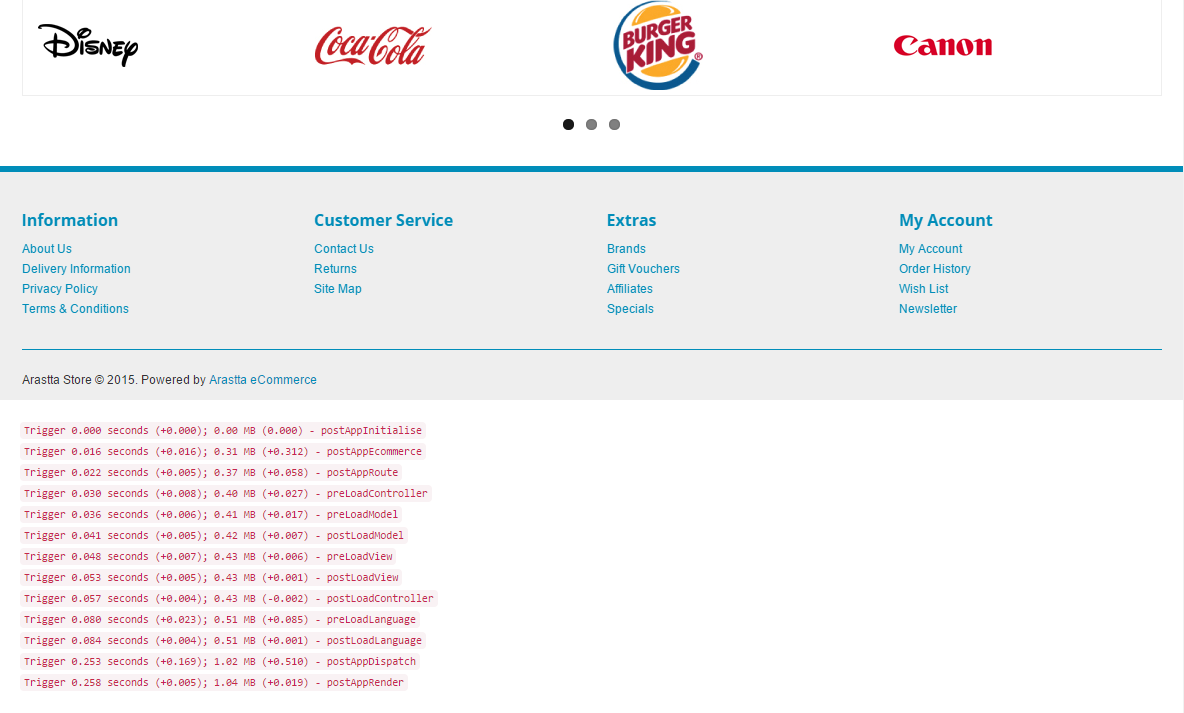 Disney
Coca-Cola
BURGER KING®
Canon
Information
About Us
Delivery Information
Privacy Policy
Terms & Conditions
Customer Service
Contact Us
Returns
Site Map
Extras
Brands
Gift Vouchers
Affiliates
Specials
My Account
My Account
Order History
Wish List
Newsletter
Arastta Store © 2015. Powered by Arastta eCommerce
Trigger 0.000 seconds (+0.000); 0.00 MB (0.000) - postAppInitialise
Trigger 0.016 seconds (+0.016); 0.31 MB (+0.312) - postAppEcommerce
Trigger 0.022 seconds (+0.005); 0.37 MB (+0.058) - postAppRoute
Trigger 0.030 seconds (+0.008); 0.40 MB (+0.027) - preLoadController
Trigger 0.036 seconds (+0.006); 0.41 MB (+0.017) - preLoadModel
Trigger 0.041 seconds (+0.005); 0.42 MB (+0.007) - postLoadModel
Trigger 0.048 seconds (+0.007); 0.43 MB (+0.006) - preLoadView
Trigger 0.053 seconds (+0.005); 0.43 MB (+0.001) - postLoadView
Trigger 0.057 seconds (+0.004); 0.43 MB (-0.002) - postLoadController
Trigger 0.080 seconds (+0.023); 0.51 MB (+0.085) - preLoadLanguage
Trigger 0.084 seconds (+0.004); 0.51 MB (+0.001) - postLoadLanguage
Trigger 0.253 seconds (+0.169); 1.02 MB (+0.510) - postAppDispatch
Trigger 0.258 seconds (+0.005); 1.04 MB (+0.019) - postAppRender